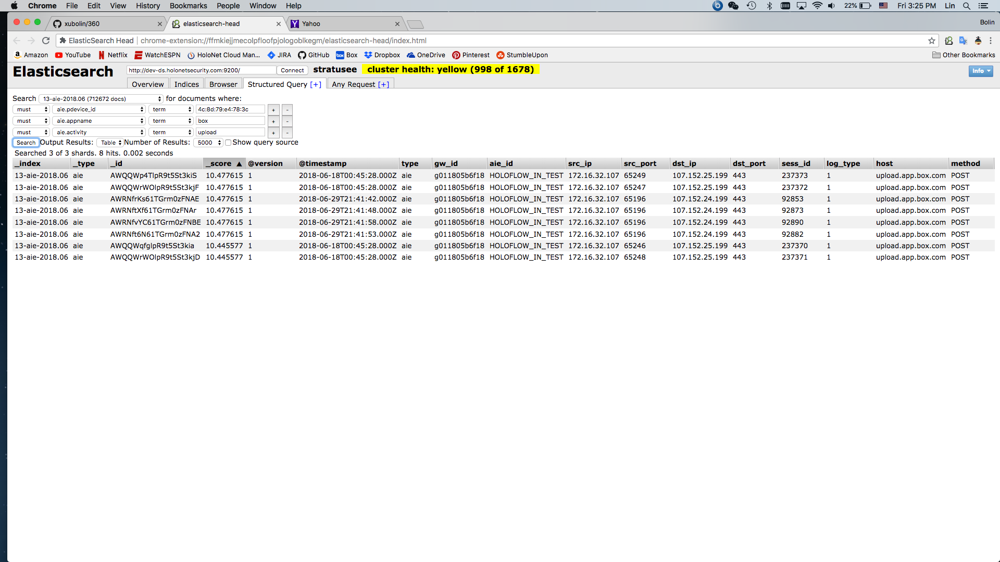 Chrome File Edit View History Bookmarks People Window Help 22% Fri 3:25 PM Lin
xubolin/360 elasticsearch-head Yahoo Bolin
ElasticSearch Head chrome-extension://ffmkiejjmecolpfloofpjologoblkegm/elasticsearch-head/index.html
Amazon YouTube Netflix WatchESPN HoloNet Cloud Man... JIRA GitHub Box Dropbox OneDrive Pinterest StumbleUpon Other Bookmarks
Elasticsearch http://dev-ds.holonetsecurity.com:9200/ Connect stratusee cluster health: yellow (998 of 1678) Info
Overview Indices Browser Structured Query [+] Any Request [+]
Search 13-aie-2018.06 (712672 docs) for documents where:
must aie.pdevice_id term 4c:8d:79:e4:78:3c + -
must aie.appname term box + -
must aie.activity term upload + -
Search Output Results: Table Number of Results: 5000 Show query source
Searched 3 of 3 shards. 8 hits. 0.002 seconds
_index _type _id _score ▲ @version @timestamp type gw_id aie_id src_ip src_port dst_ip dst_port sess_id log_type host method
13-aie-2018.06 aie AWQQWp4TlpR9t5St3kiS 10.477615 1 2018-06-18T00:45:28.000Z aie g011805b6f18 HOLOFLOW_IN_TEST 172.16.32.107 65249 107.152.25.199 443 237373 1 upload.app.box.com POST
13-aie-2018.06 aie AWQQWrWOlpR9t5St3kjF 10.477615 1 2018-06-18T00:45:28.000Z aie g011805b6f18 HOLOFLOW_IN_TEST 172.16.32.107 65247 107.152.25.199 443 237372 1 upload.app.box.com POST
13-aie-2018.06 aie AWRNfrKs61TGrm0zFNAE 10.477615 1 2018-06-29T21:41:42.000Z aie g011805b6f18 HOLOFLOW_IN_TEST 172.16.32.107 65196 107.152.24.199 443 92853 1 upload.app.box.com POST
13-aie-2018.06 aie AWRNftXf61TGrm0zFNAr 10.477615 1 2018-06-29T21:41:48.000Z aie g011805b6f18 HOLOFLOW_IN_TEST 172.16.32.107 65196 107.152.24.199 443 92873 1 upload.app.box.com POST
13-aie-2018.06 aie AWRNfvYC61TGrm0zFNBE 10.477615 1 2018-06-29T21:41:58.000Z aie g011805b6f18 HOLOFLOW_IN_TEST 172.16.32.107 65196 107.152.24.199 443 92890 1 upload.app.box.com POST
13-aie-2018.06 aie AWRNft6N61TGrm0zFNA2 10.477615 1 2018-06-29T21:41:53.000Z aie g011805b6f18 HOLOFLOW_IN_TEST 172.16.32.107 65196 107.152.24.199 443 92882 1 upload.app.box.com POST
13-aie-2018.06 aie AWQQWqfglpR9t5St3kia 10.445577 1 2018-06-18T00:45:28.000Z aie g011805b6f18 HOLOFLOW_IN_TEST 172.16.32.107 65246 107.152.25.199 443 237370 1 upload.app.box.com POST
13-aie-2018.06 aie AWQQWrWOlpR9t5St3kjD 10.445577 1 2018-06-18T00:45:28.000Z aie g011805b6f18 HOLOFLOW_IN_TEST 172.16.32.107 65248 107.152.25.199 443 237371 1 upload.app.box.com POST